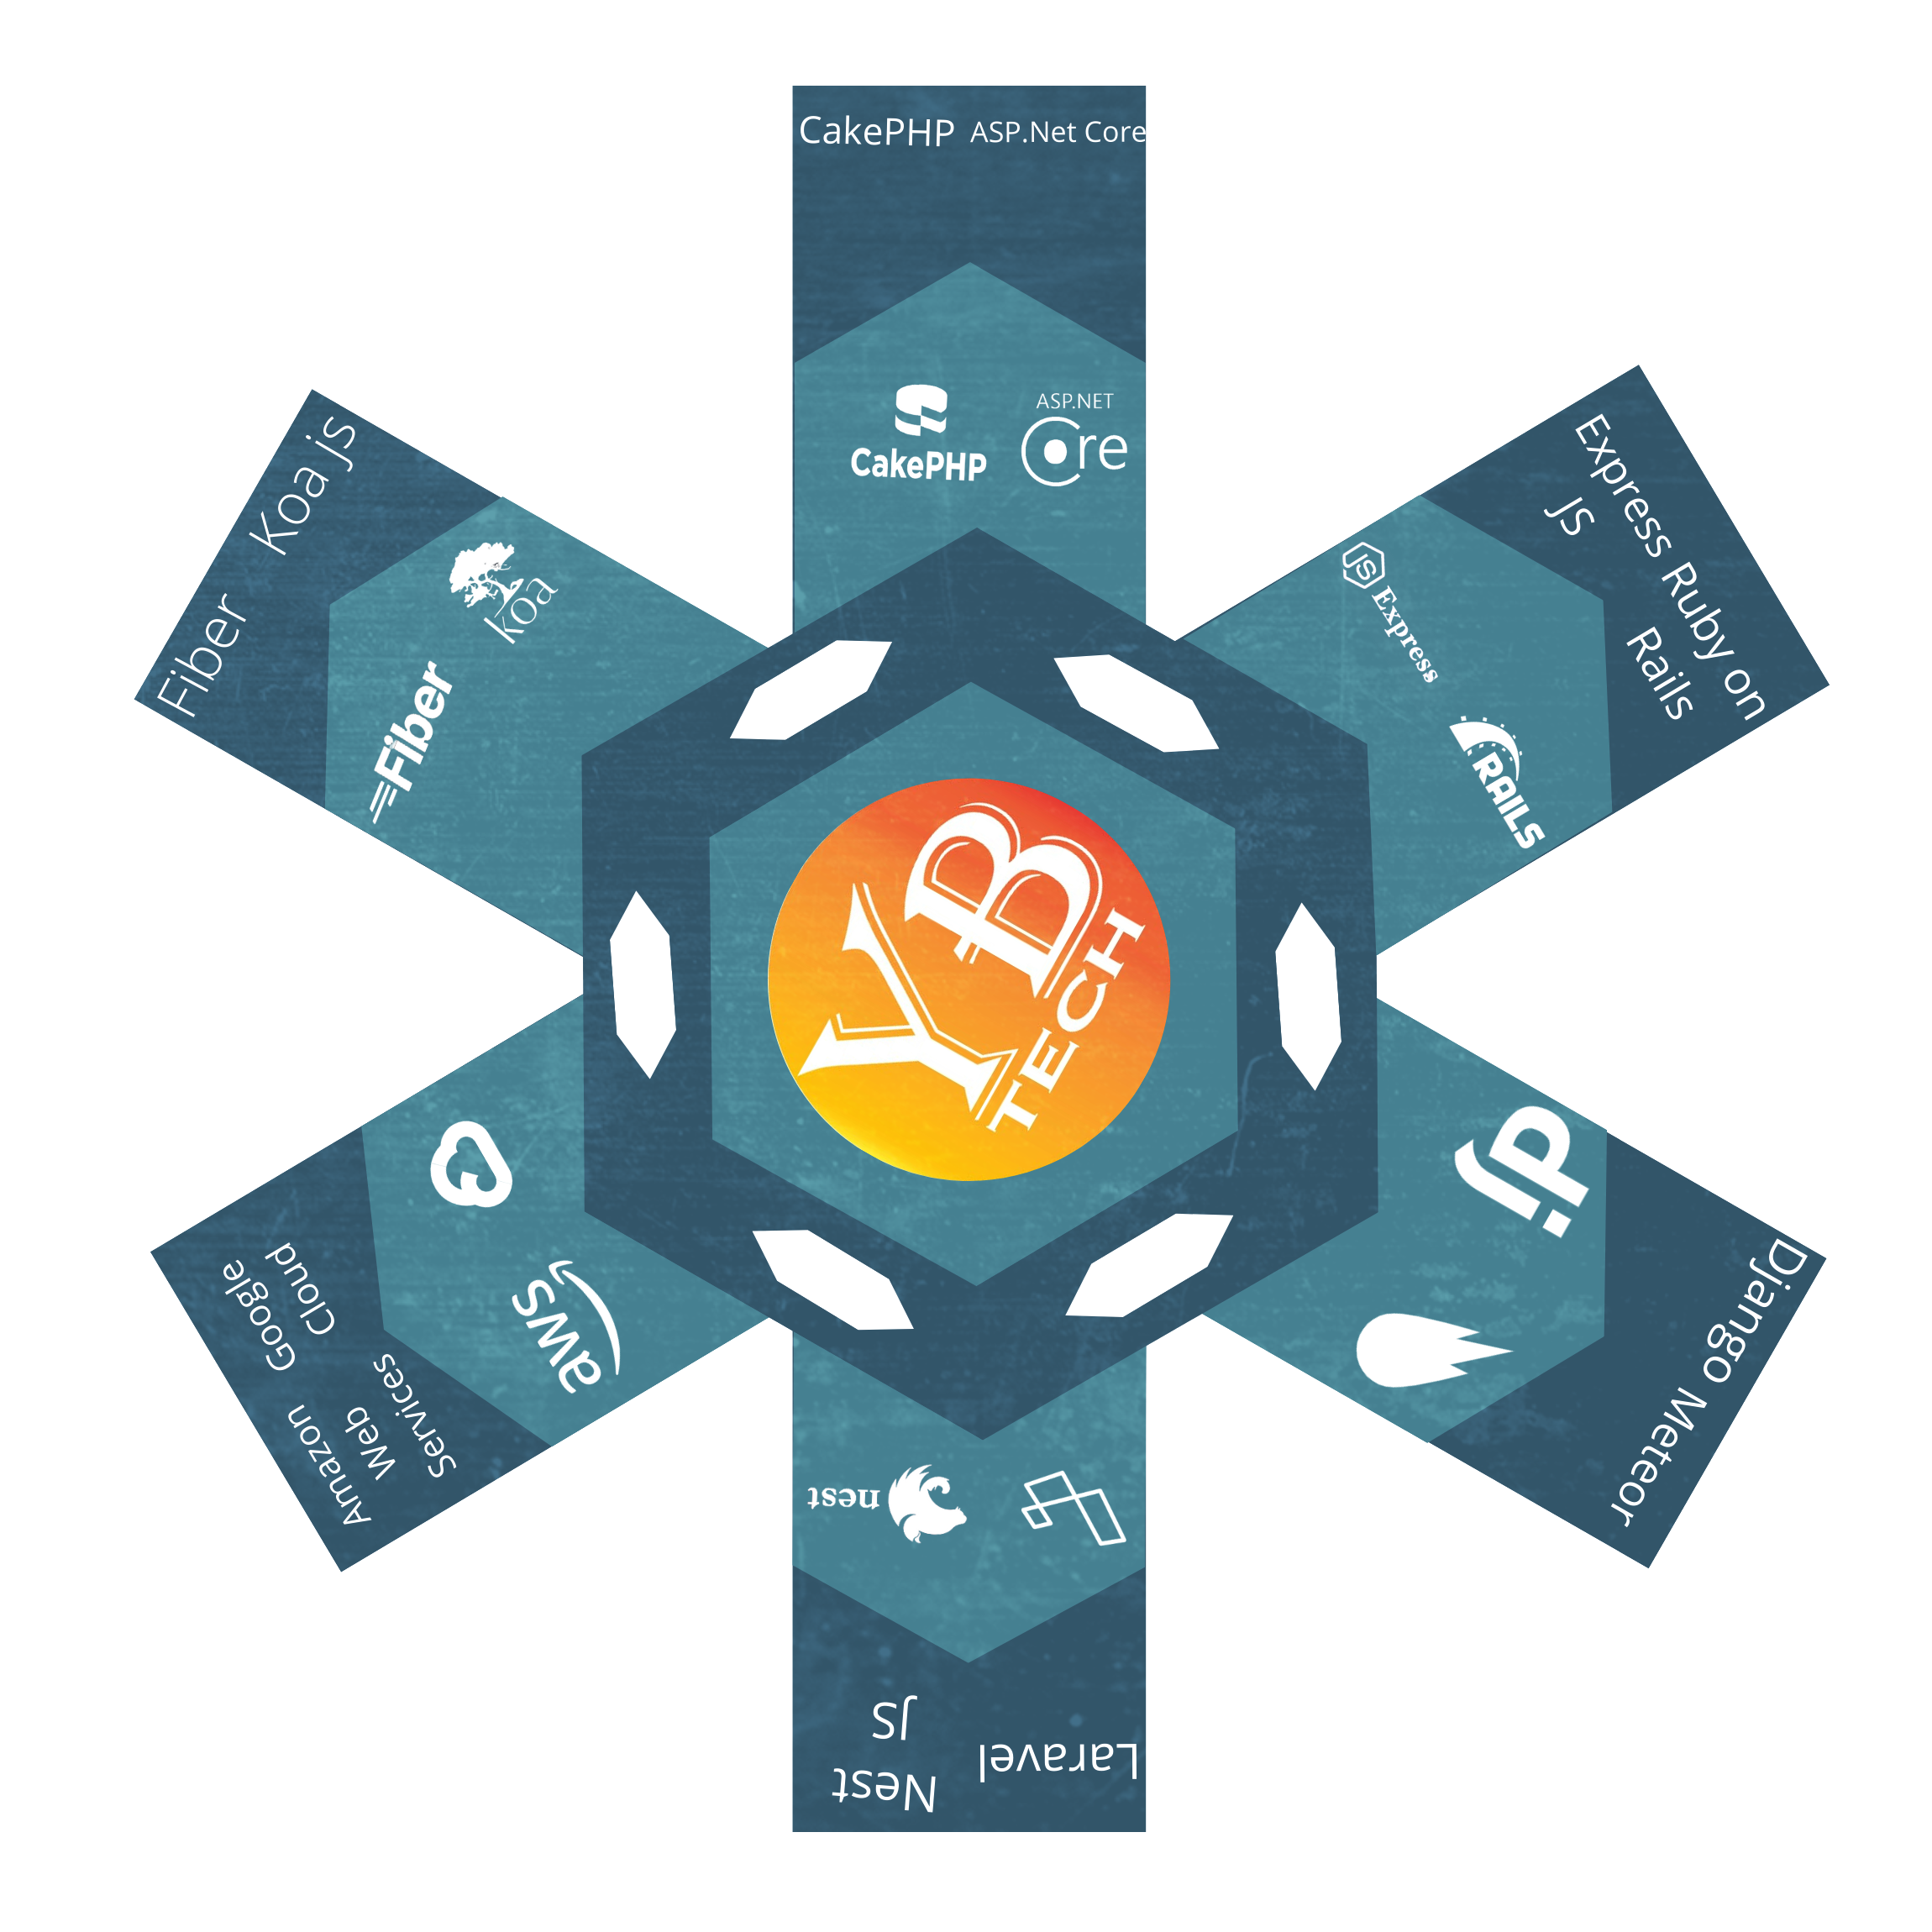 CakePHP
ASP.Net Core
CakePHP
ASP.NET
Core
Express Ruby on
JS Rails
JS Express
RAILS
Django Meteor
dj
Laravel
Nest
JS
nest
Amazon
Web
Services
Google
Cloud
aws
Fiber Koa js
Fiber
koa
YB
TECH